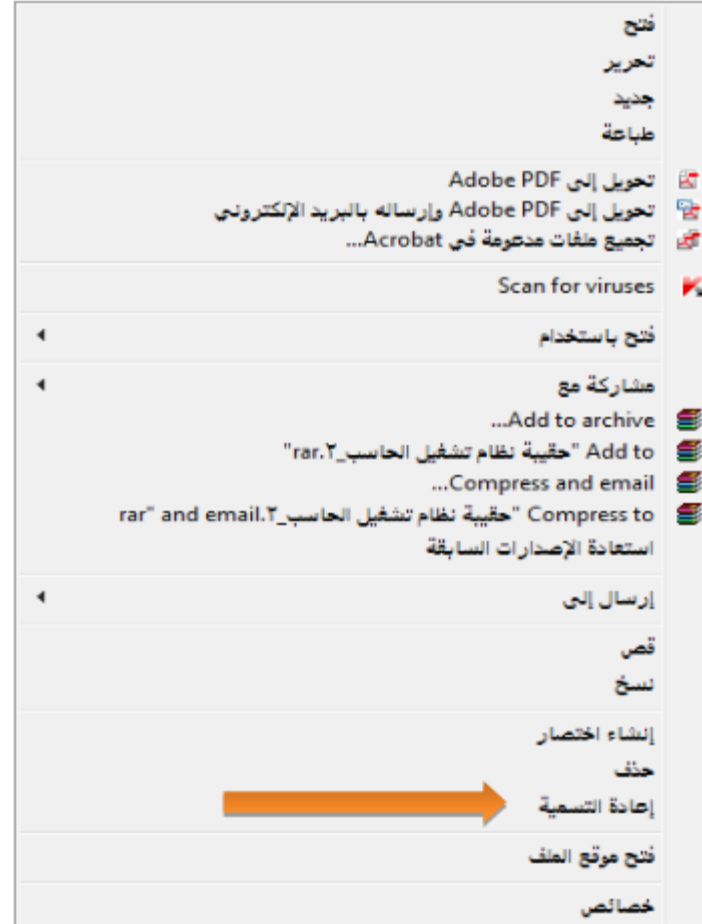 فتح
تحرير
جديد
طباعة
تحويل إلى Adobe PDF
تحويل إلى Adobe PDF وإرساله بالبريد الإلكتروني
تجميع ملفات مدعومة في Acrobat...
Scan for viruses
فتح باستخدام
مشاركة مع
Add to archive...
Add to "حقيبة نظام تشغيل الحاسب_٢.rar"
Compress and email...
Compress to "حقيبة نظام تشغيل الحاسب_٢.rar" and email
استعادة الإصدارات السابقة
إرسال إلى
قص
نسخ
إنشاء اختصار
حذف
إعادة التسمية
فتح موقع الملف
خصائص